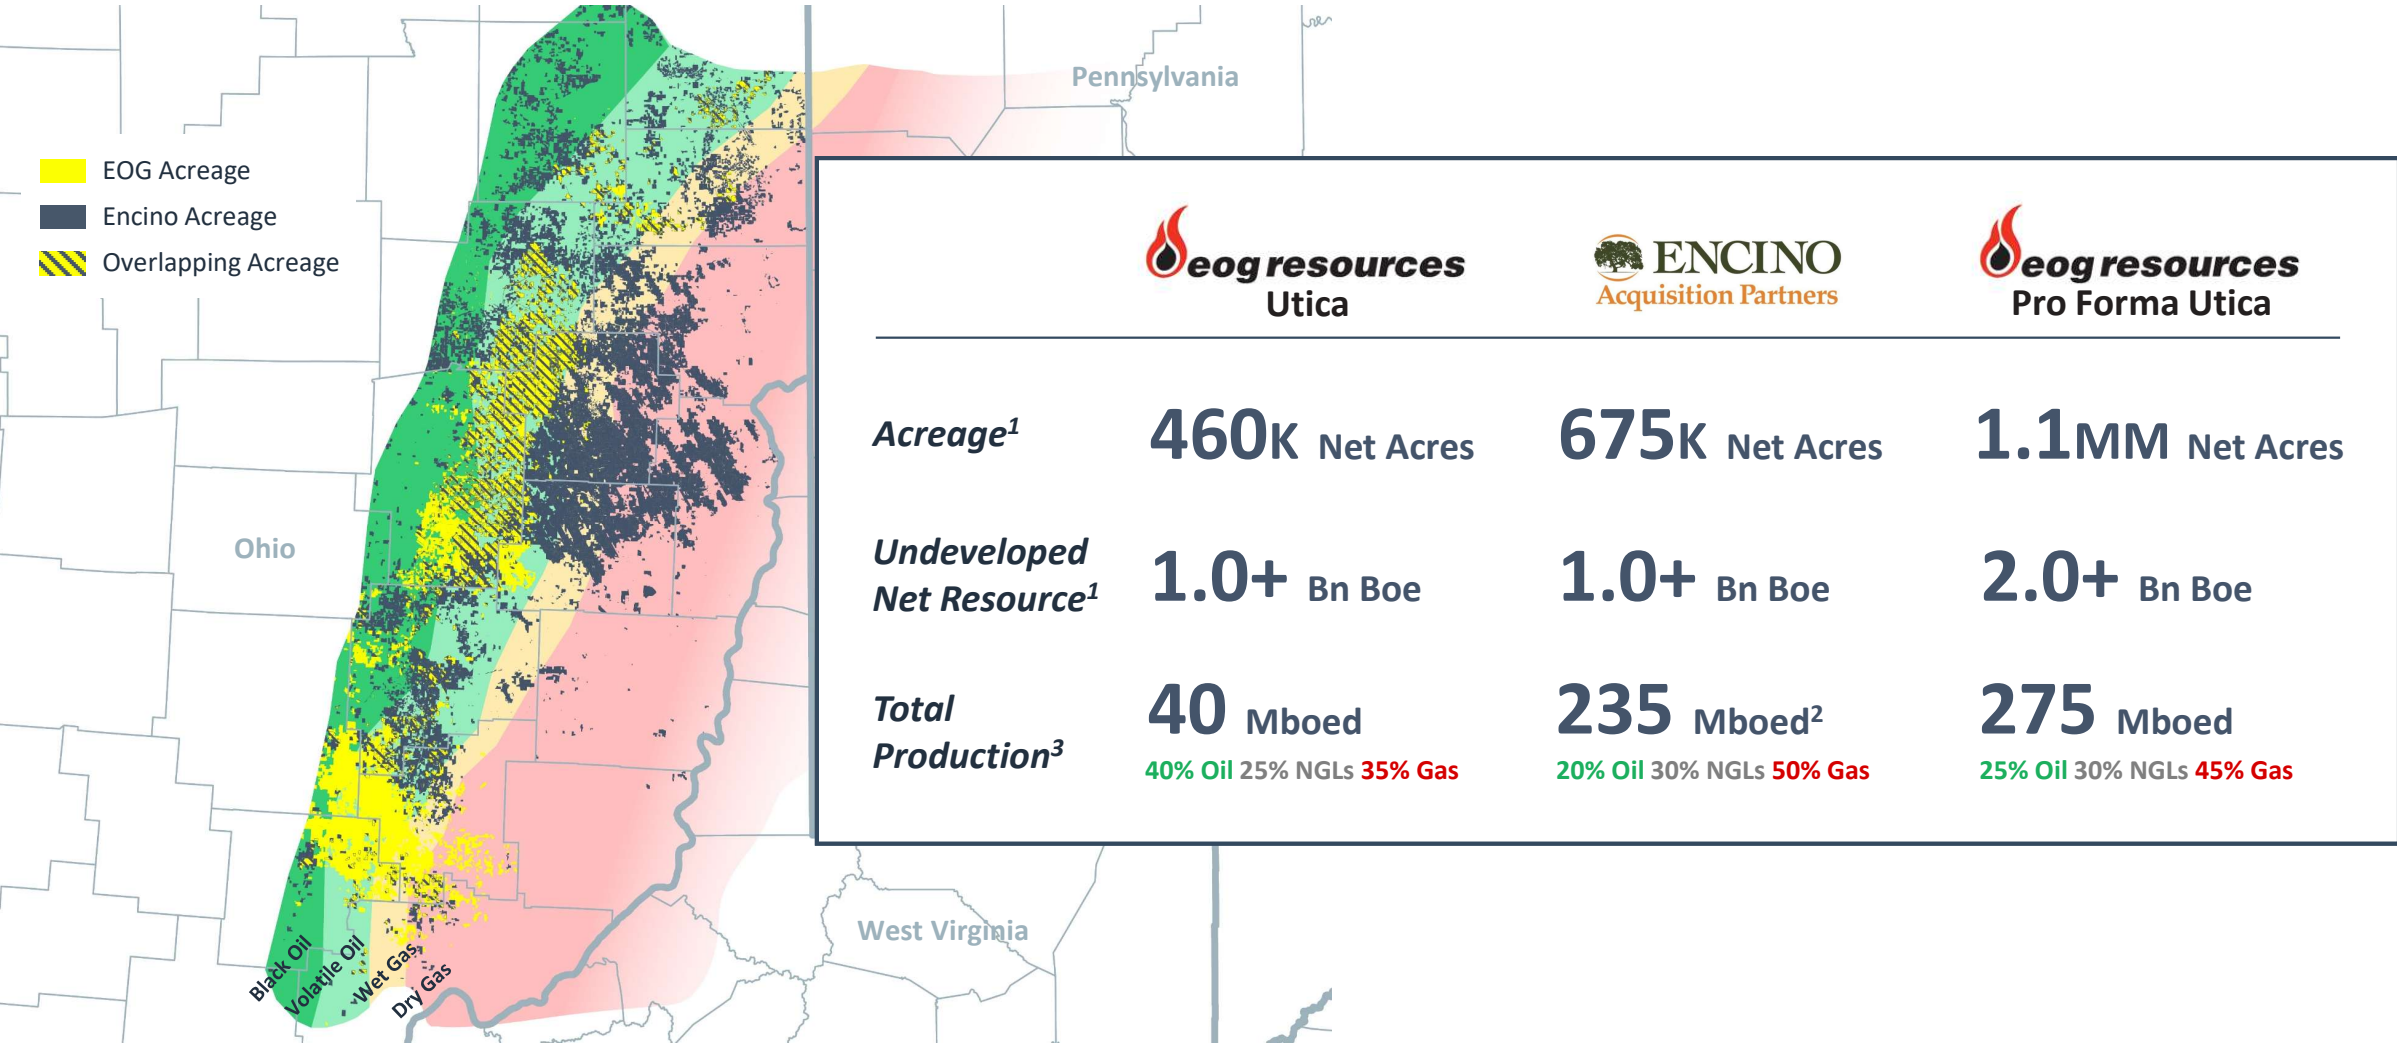 Pennsylvania
EOG Acreage
Encino Acreage
Overlapping Acreage
Ohio
West Virginia
Black Oil
Volatile Oil
Wet Gas
Dry Gas
eog resources
Utica
ENCINO
Acquisition Partners
eog resources
Pro Forma Utica
Acreage¹ 460K Net Acres 675K Net Acres 1.1MM Net Acres
Undeveloped
Net Resource¹ 1.0+ Bn Boe 1.0+ Bn Boe 2.0+ Bn Boe
Total
Production³ 40 Mboed 235 Mboed² 275 Mboed
40% Oil 25% NGLs 35% Gas 20% Oil 30% NGLs 50% Gas 25% Oil 30% NGLs 45% Gas